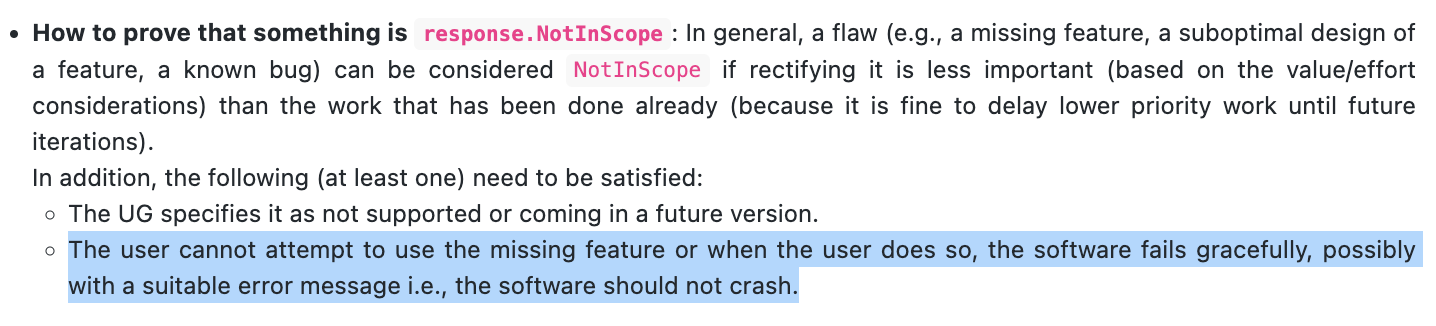 • How to prove that something is response.NotInScope : In general, a flaw (e.g., a missing feature, a suboptimal design of
a feature, a known bug) can be considered NotInScope if rectifying it is less important (based on the value/effort
considerations) than the work that has been done already (because it is fine to delay lower priority work until future
iterations).
In addition, the following (at least one) need to be satisfied:
◦ The UG specifies it as not supported or coming in a future version.
◦ The user cannot attempt to use the missing feature or when the user does so, the software fails gracefully, possibly
with a suitable error message i.e., the software should not crash.